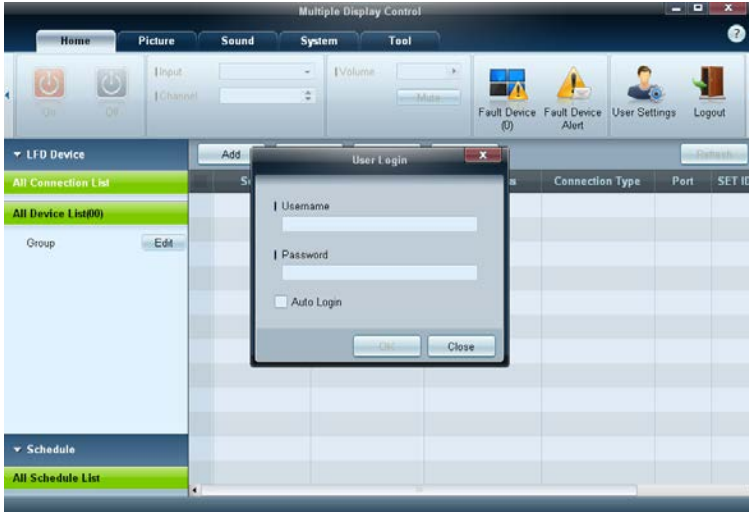 Multiple Display Control
Home Picture Sound System Tool
?
Input
Volume
Channel
Mute
On Off
Fault Device (0)
Fault Device Alert
User Settings
Logout
LFD Device
All Connection List
All Device List(00)
Group
Edit
Add
Refresh
Connection Type
Port
SET ID
User Login
x
Username
Password
Auto Login
OK
Close
Schedule
All Schedule List